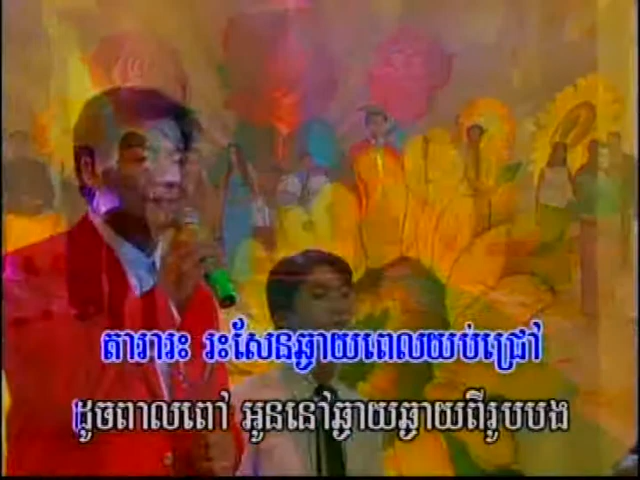 តារារះ រះសែនឆ្ងាយពេលយប់ជ្រៅ
ដូចពាលពៅ អូននៅឆ្ងាយឆ្ងាយពីរូបបង